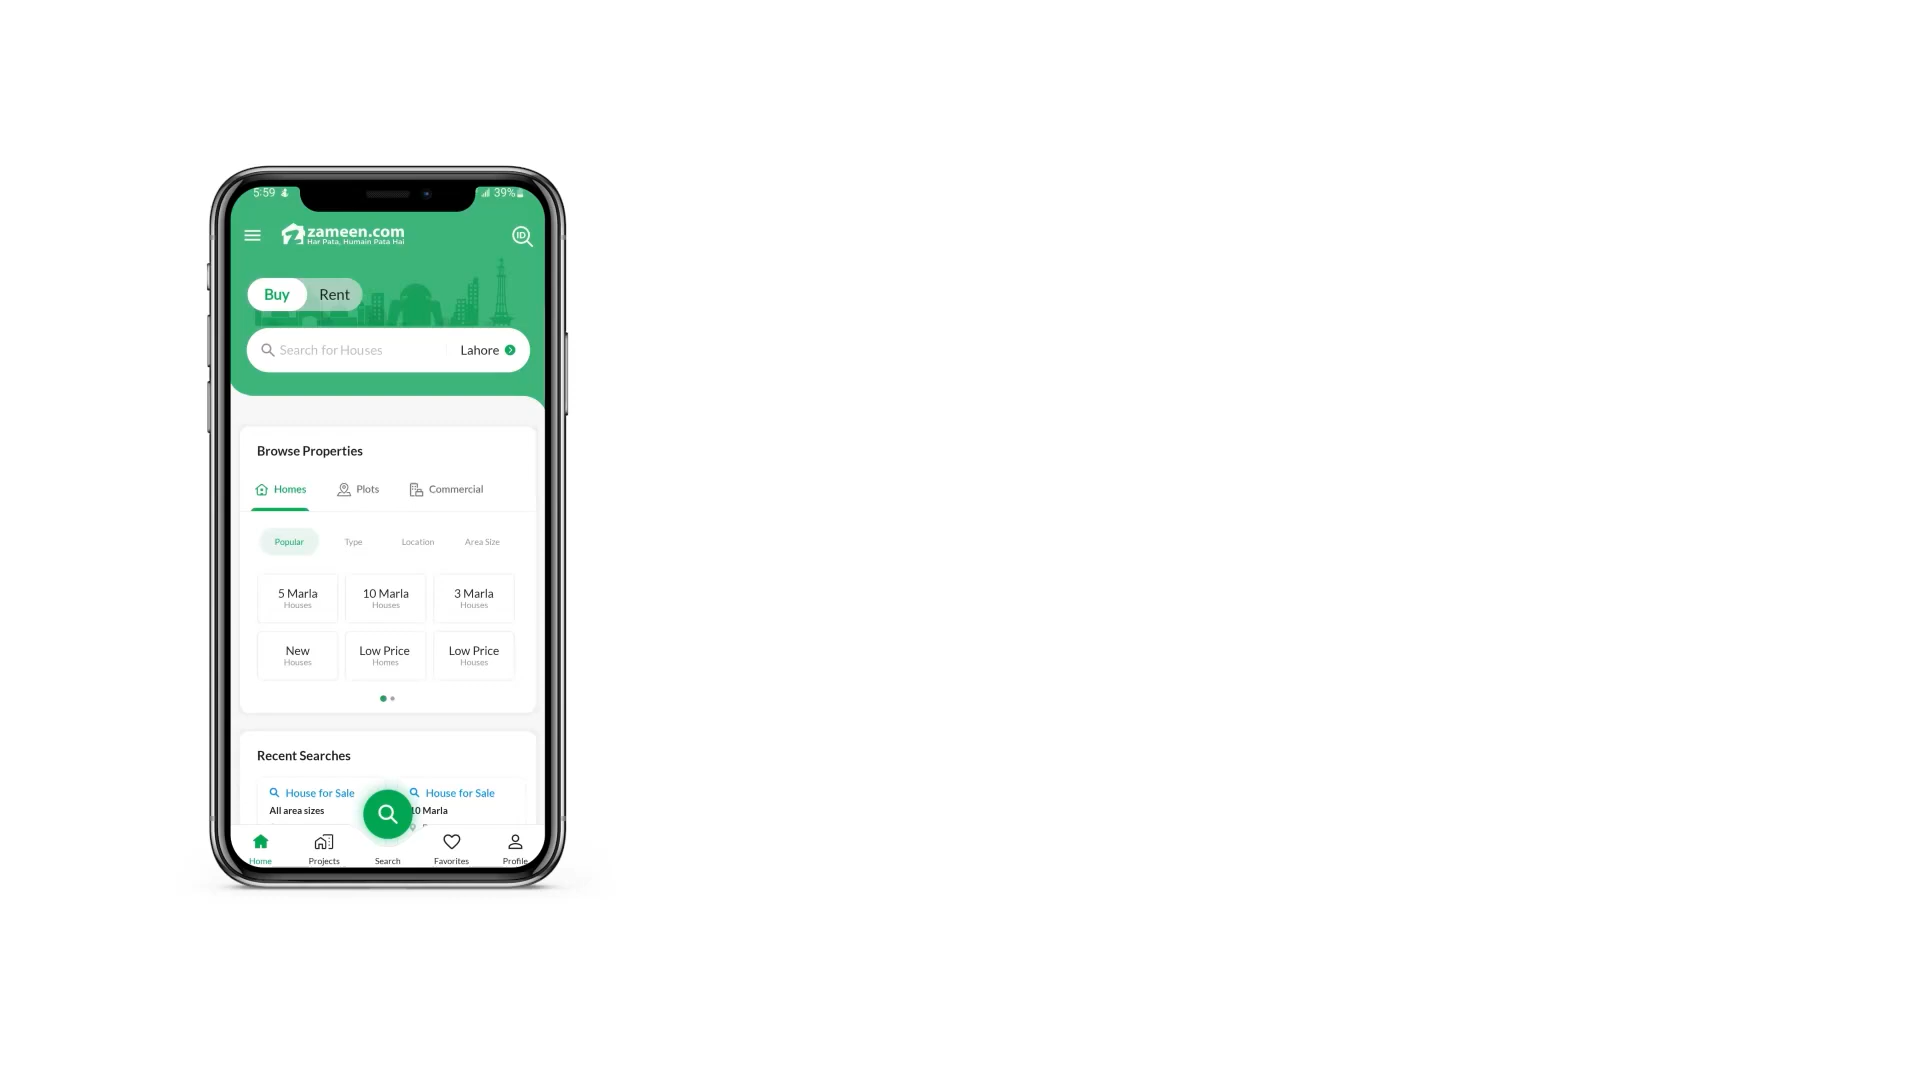 5:59
39%
zameen.com
Har Pata, Humain Pata Hai
ID
Buy Rent
Search for Houses Lahore
Browse Properties
Homes Plots Commercial
Popular Type Location Area Size
5 Marla 10 Marla 3 Marla
Houses Houses Houses
New Low Price Low Price
Houses Homes Houses
Recent Searches
House for Sale House for Sale
All area sizes 10 Marla
Home Projects Search Favorites Profile